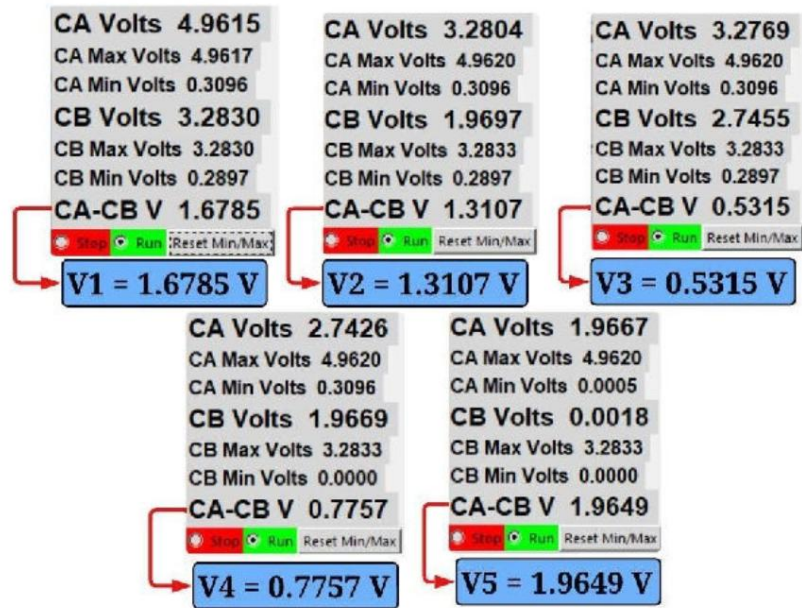 CA Volts 4.9615
CA Max Volts 4.9617
CA Min Volts 0.3096
CB Volts 3.2830
CB Max Volts 3.2830
CB Min Volts 0.2897
CA-CB V 1.6785
Stop Run Reset Min/Max
V1 = 1.6785 V
CA Volts 3.2804
CA Max Volts 4.9620
CA Min Volts 0.3096
CB Volts 1.9697
CB Max Volts 3.2833
CB Min Volts 0.2897
CA-CB V 1.3107
Stop Run Reset Min/Max
V2 = 1.3107 V
CA Volts 3.2769
CA Max Volts 4.9620
CA Min Volts 0.3096
CB Volts 2.7455
CB Max Volts 3.2833
CB Min Volts 0.2897
CA-CB V 0.5315
Stop Run Reset Min/Max
V3 = 0.5315 V
CA Volts 2.7426
CA Max Volts 4.9620
CA Min Volts 0.3096
CB Volts 1.9669
CB Max Volts 3.2833
CB Min Volts 0.0000
CA-CB V 0.7757
Stop Run Reset Min/Max
V4 = 0.7757 V
CA Volts 1.9667
CA Max Volts 4.9620
CA Min Volts 0.0005
CB Volts 0.0018
CB Max Volts 3.2833
CB Min Volts 0.0000
CA-CB V 1.9649
Stop Run Reset Min/Max
V5 = 1.9649 V